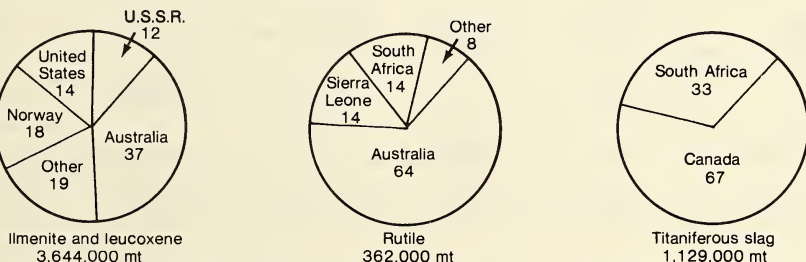 U.S.S.R.
12
United
States
14
Norway
18
Other
19
Australia
37
Ilmenite and leucoxene
3,644,000 mt
Other
8
South
Africa
14
Sierra
Leone
14
Australia
64
Rutile
362,000 mt
South Africa
33
Canada
67
Titaniferous slag
1,129,000 mt